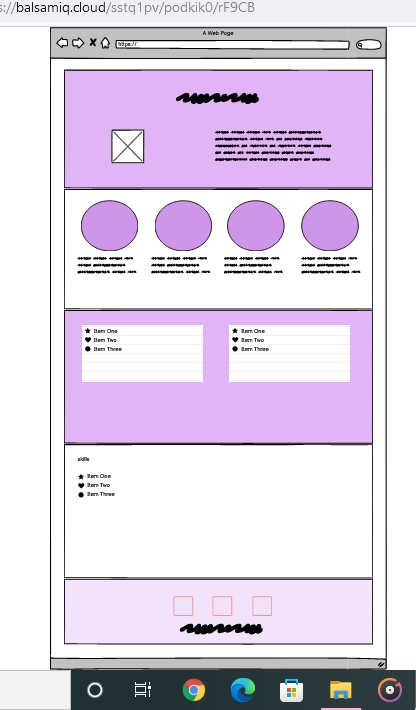 s://balsamiq.cloud/sstq1pv/podkik0/rF9CB
A Web Page
https://
Item One
Item Two
Item Three
Item One
Item Two
Item Three
skills
Item One
Item Two
Item Three